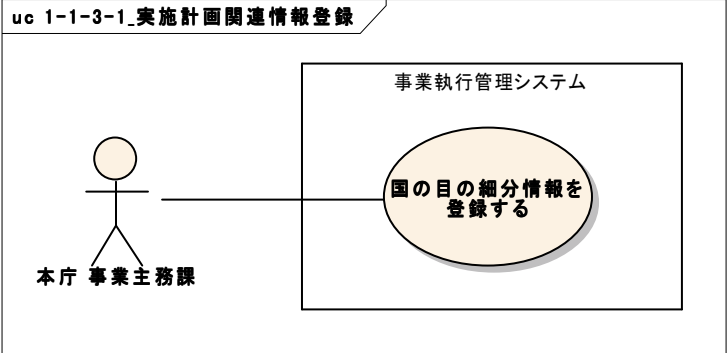 uc 1-1-3-1_実施計画関連情報登録
事業執行管理システム
国の目の細分情報を
登録する
本庁 事業主務課